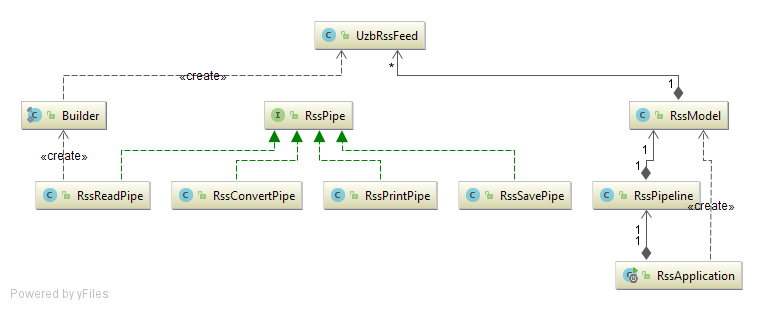 C UzbRssFeed
«create»
*
1
C Builder
I RssPipe
C RssModel
«create»
1
1
C RssReadPipe
C RssConvertPipe
C RssPrintPipe
C RssSavePipe
C RssPipeline
«create»
1
1
C RssApplication
Powered by yFiles